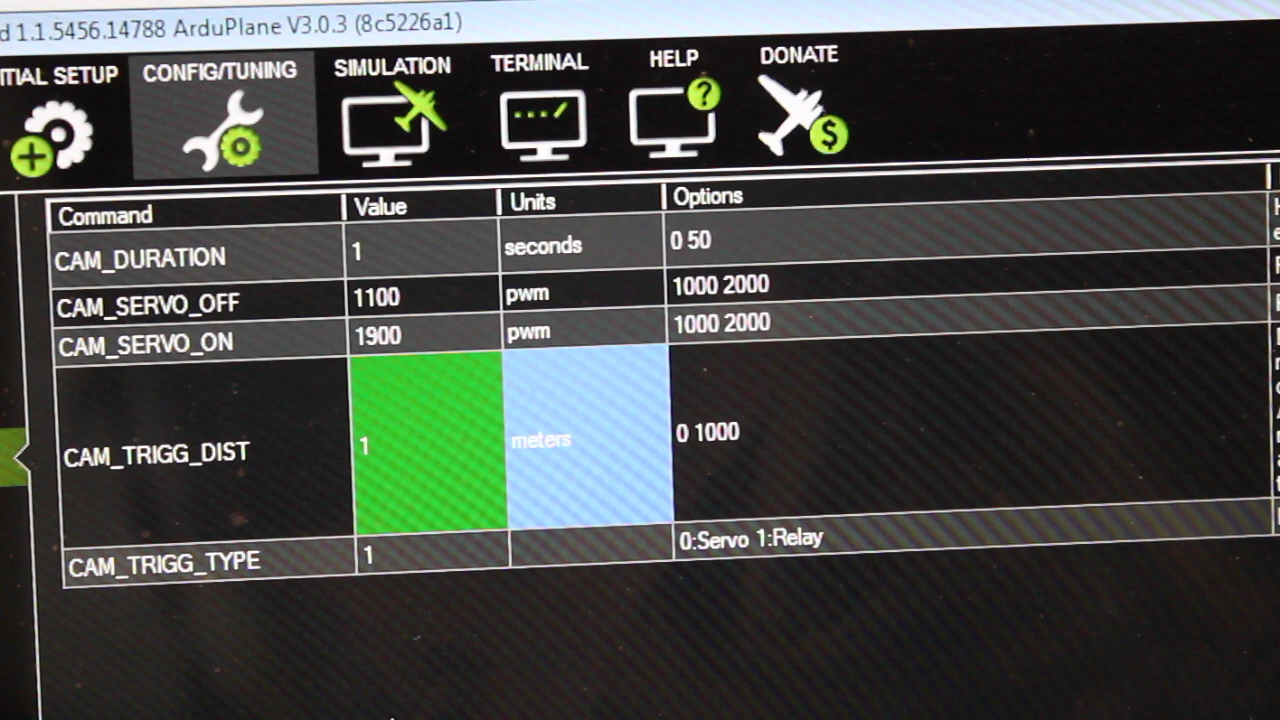 d 1.1.5456.14788 ArduPlane V3.0.3 (8c5226a1)
ITIAL SETUP CONFIG/TUNING SIMULATION TERMINAL HELP DONATE
Command Value Units Options
CAM_DURATION 1 seconds 0 50
CAM_SERVO_OFF 1100 pwm 1000 2000
CAM_SERVO_ON 1900 pwm 1000 2000
CAM_TRIGG_DIST 1 meters 0 1000
CAM_TRIGG_TYPE 1 0:Servo 1:Relay